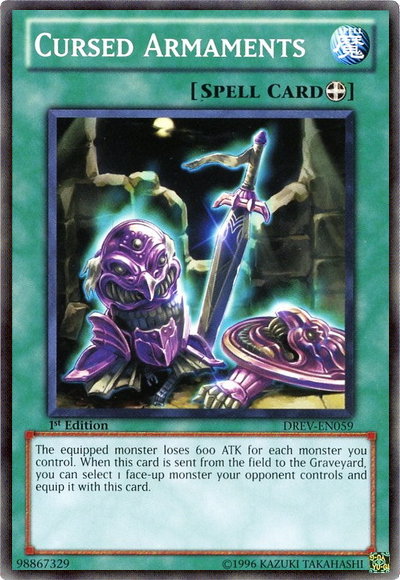 CURSED ARMAMENTS
魔
[SPELL CARD]
1st Edition
DREV-EN059
The equipped monster loses 600 ATK for each monster you
control. When this card is sent from the field to the Graveyard,
you can select 1 face-up monster your opponent controls and
equip it with this card.
98867329
©1996 KAZUKI TAKAHASHI